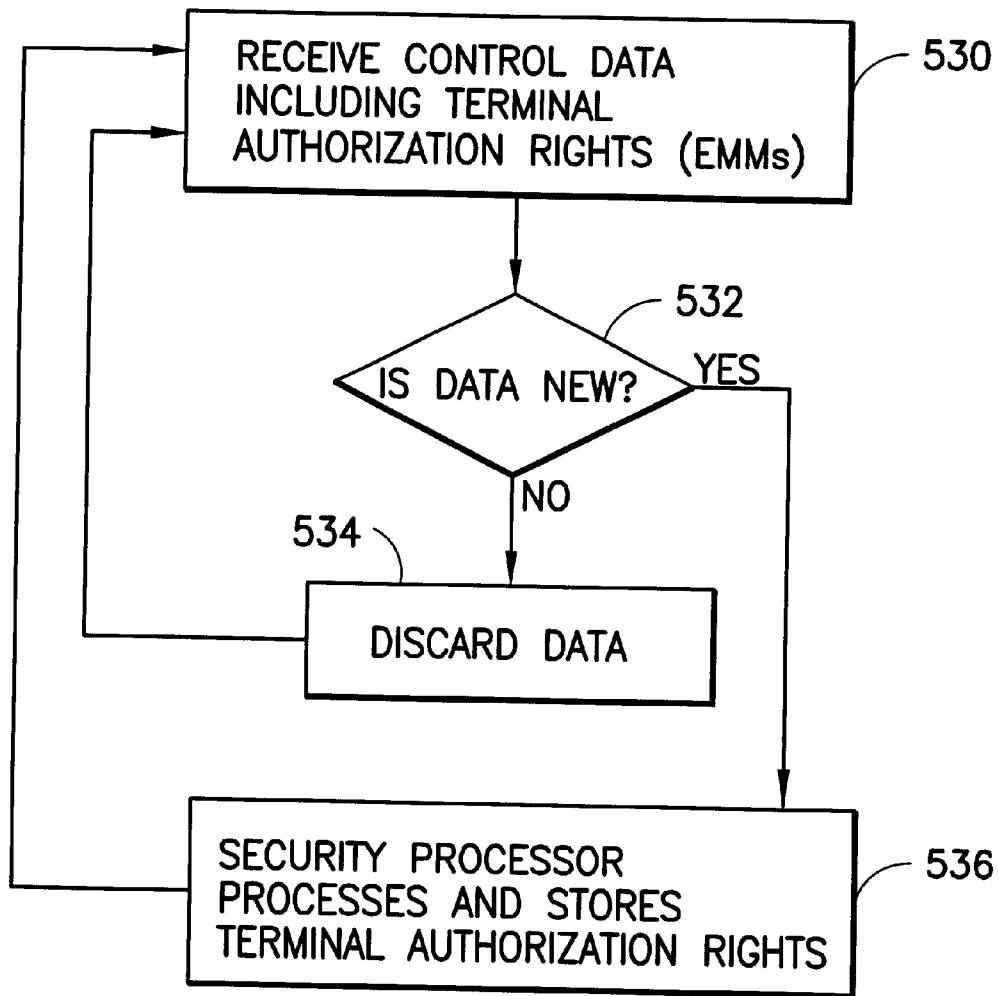 RECEIVE CONTROL DATA
INCLUDING TERMINAL
AUTHORIZATION RIGHTS (EMMs)
530
532
IS DATA NEW?
YES
NO
534
DISCARD DATA
SECURITY PROCESSOR
PROCESSES AND STORES
TERMINAL AUTHORIZATION RIGHTS
536